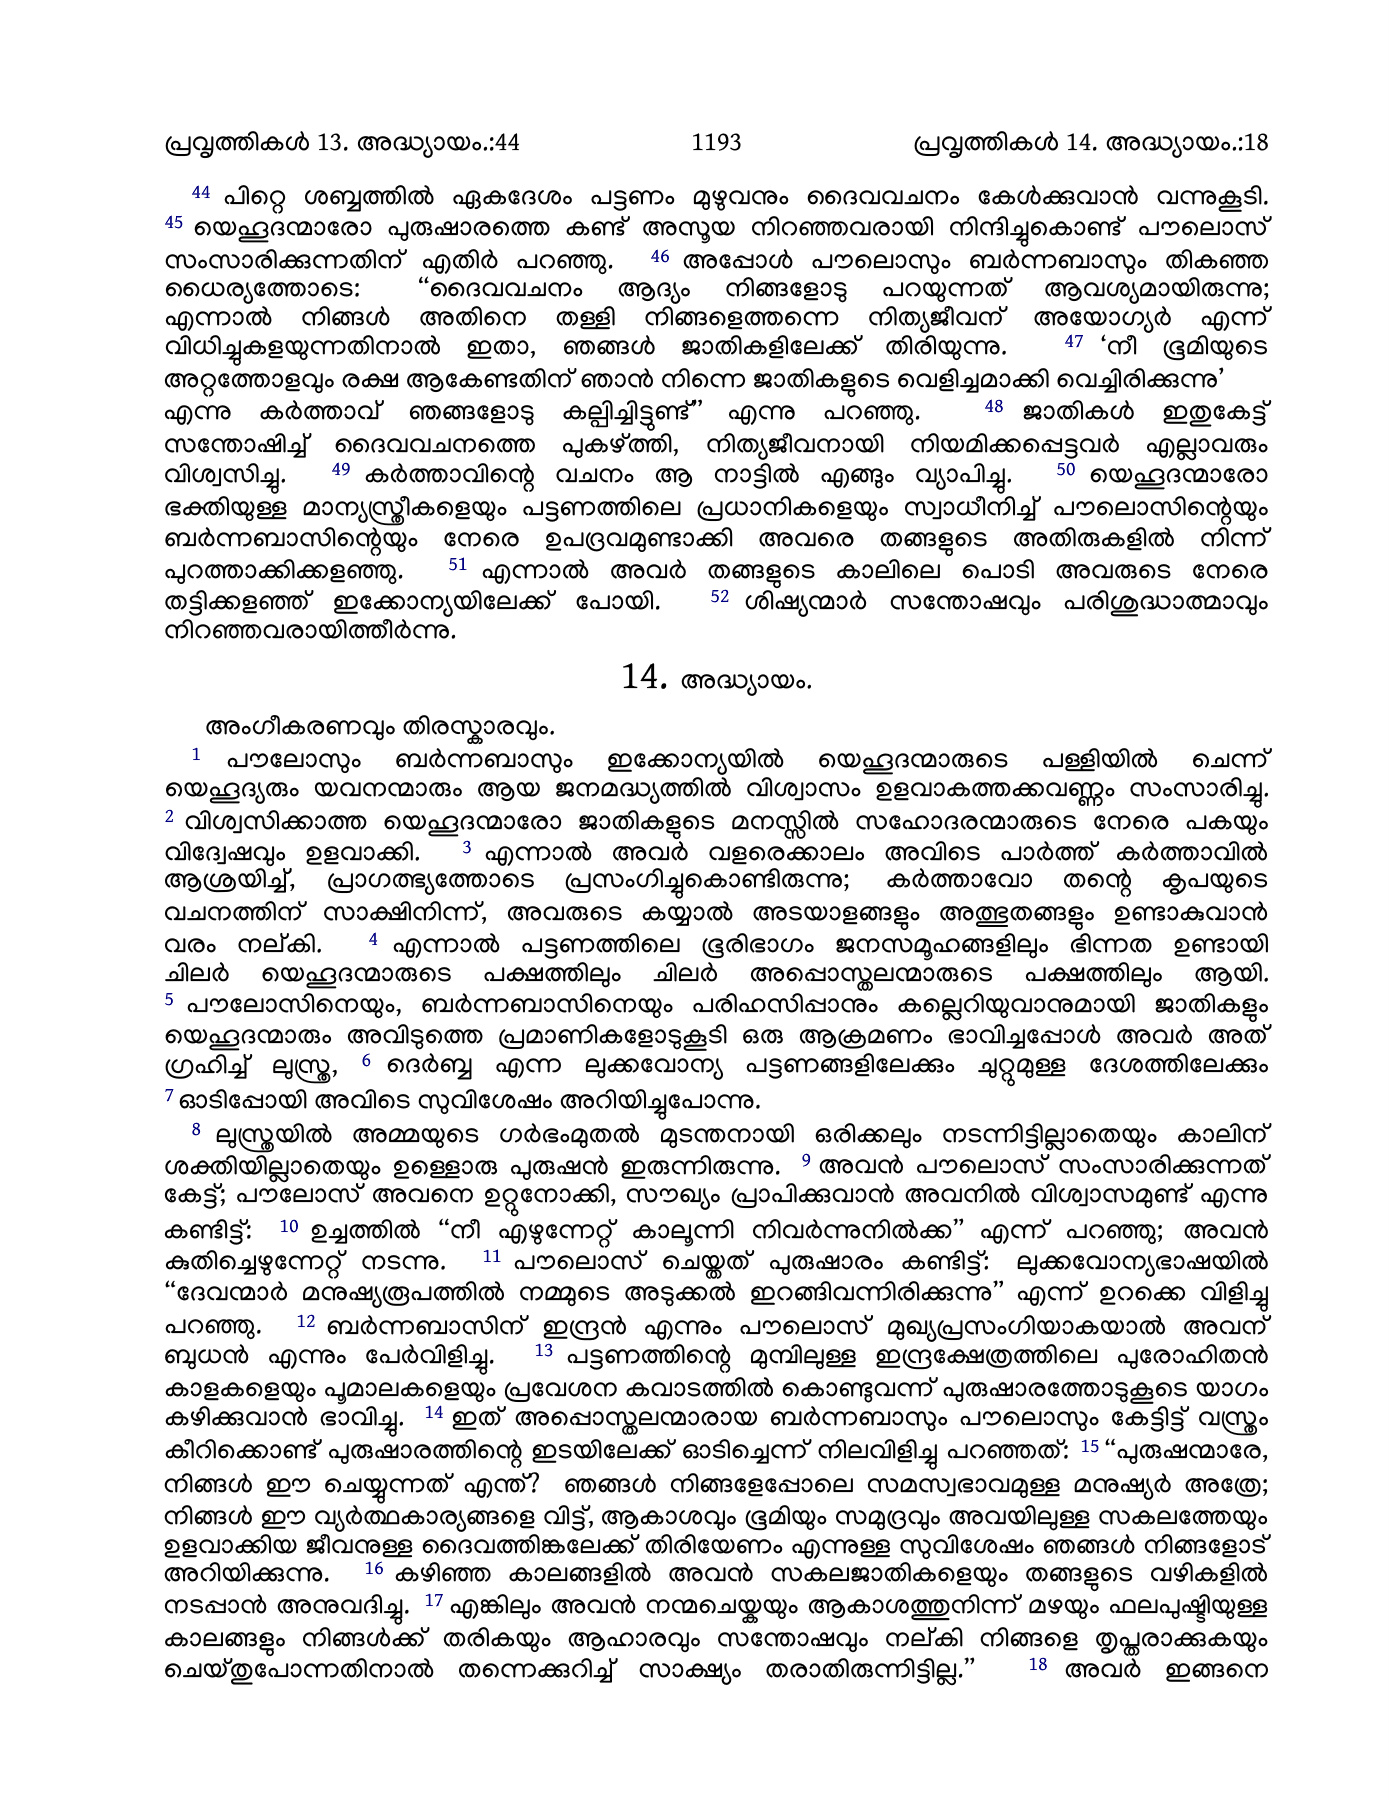 പ്രവൃത്തികൾ 13. അദ്ധ്യായം.:44 1193 പ്രവൃത്തികൾ 14. അദ്ധ്യായം.:18
44 പിറ്റെ ശബ്ബത്തിൽ ഏകദേശം പട്ടണം മുഴുവനും ദൈവവചനം കേൾക്കുവാൻ വന്നുകൂടി.
45 യെഹൂദന്മാരോ പുരുഷാരത്തെ കണ്ട് അസൂയ നിറഞ്ഞവരായി നിന്ദിച്ചുകൊണ്ട് പൗലൊസ്
സംസാരിക്കുന്നതിന് എതിർ പറഞ്ഞു. 46 അപ്പോൾ പൗലൊസും ബർന്നബാസും തികഞ്ഞ
ധൈര്യത്തോടെ: “ദൈവവചനം ആദ്യം നിങ്ങളോടു പറയുന്നത് ആവശ്യമായിരുന്നു;
എന്നാൽ നിങ്ങൾ അതിനെ തള്ളി നിങ്ങളെത്തന്നെ നിത്യജീവന് അയോഗ്യർ എന്ന്
വിധിച്ചുകളയുന്നതിനാൽ ഇതാ, ഞങ്ങൾ ജാതികളിലേക്ക് തിരിയുന്നു. 47 ‘നീ ഭൂമിയുടെ
അറ്റത്തോളവും രക്ഷ ആകേണ്ടതിന് ഞാൻ നിന്നെ ജാതികളുടെ വെളിച്ചമാക്കി വെച്ചിരിക്കുന്നു’
എന്നു കർത്താവ് ഞങ്ങളോടു കല്പിച്ചിട്ടുണ്ട്” എന്നു പറഞ്ഞു. 48 ജാതികൾ ഇതുകേട്ട്
സന്തോഷിച്ച് ദൈവവചനത്തെ പുകഴ്ത്തി, നിത്യജീവനായി നിയമിക്കപ്പെട്ടവർ എല്ലാവരും
വിശ്വസിച്ചു. 49 കർത്താവിന്റെ വചനം ആ നാട്ടിൽ എങ്ങും വ്യാപിച്ചു. 50 യെഹൂദന്മാരോ
ഭക്തിയുള്ള മാന്യസ്ത്രീകളെയും പട്ടണത്തിലെ പ്രധാനികളെയും സ്വാധീനിച്ച് പൗലൊസിന്റെയും
ബർന്നബാസിന്റെയും നേരെ ഉപദ്രവമുണ്ടാക്കി അവരെ തങ്ങളുടെ അതിരുകളിൽ നിന്ന്
പുറത്താക്കിക്കളഞ്ഞു. 51 എന്നാൽ അവർ തങ്ങളുടെ കാലിലെ പൊടി അവരുടെ നേരെ
തട്ടിക്കളഞ്ഞ് ഇക്കോന്യയിലേക്ക് പോയി. 52 ശിഷ്യന്മാർ സന്തോഷവും പരിശുദ്ധാത്മാവും
നിറഞ്ഞവരായിത്തീർന്നു.
14. അദ്ധ്യായം.
അംഗീകരണവും തിരസ്കാരവും.
1 പൗലോസും ബർന്നബാസും ഇക്കോന്യയിൽ യെഹൂദന്മാരുടെ പള്ളിയിൽ ചെന്ന്
യെഹൂദ്യരും യവനന്മാരും ആയ ജനമദ്ധ്യത്തിൽ വിശ്വാസം ഉളവാകത്തക്കവണ്ണം സംസാരിച്ചു.
2 വിശ്വസിക്കാത്ത യെഹൂദന്മാരോ ജാതികളുടെ മനസ്സിൽ സഹോദരന്മാരുടെ നേരെ പകയും
വിദ്വേഷവും ഉളവാക്കി. 3 എന്നാൽ അവർ വളരെക്കാലം അവിടെ പാർത്ത് കർത്താവിൽ
ആശ്രയിച്ച്, പ്രാഗത്ഭ്യത്തോടെ പ്രസംഗിച്ചുകൊണ്ടിരുന്നു; കർത്താവോ തന്റെ കൃപയുടെ
വചനത്തിന് സാക്ഷിനിന്ന്, അവരുടെ കയ്യാൽ അടയാളങ്ങളും അത്ഭുതങ്ങളും ഉണ്ടാകുവാൻ
വരം നല്കി. 4 എന്നാൽ പട്ടണത്തിലെ ഭൂരിഭാഗം ജനസമൂഹങ്ങളിലും ഭിന്നത ഉണ്ടായി
ചിലർ യെഹൂദന്മാരുടെ പക്ഷത്തിലും ചിലർ അപ്പൊസ്തലന്മാരുടെ പക്ഷത്തിലും ആയി.
5 പൗലോസിനെയും, ബർന്നബാസിനെയും പരിഹസിപ്പാനും കല്ലെറിയുവാനുമായി ജാതികളും
യെഹൂദന്മാരും അവിടുത്തെ പ്രമാണികളോടുകൂടി ഒരു ആക്രമണം ഭാവിച്ചപ്പോൾ അവർ അത്
ഗ്രഹിച്ച് ലുസ്ത്ര, 6 ദെർബ്ബ എന്ന ലുക്കവോന്യ പട്ടണങ്ങളിലേക്കും ചുറ്റുമുള്ള ദേശത്തിലേക്കും
7 ഓടിപ്പോയി അവിടെ സുവിശേഷം അറിയിച്ചുപോന്നു.
8 ലുസ്ത്രയിൽ അമ്മയുടെ ഗർഭംമുതൽ മുടന്തനായി ഒരിക്കലും നടന്നിട്ടില്ലാതെയും കാലിന്
ശക്തിയില്ലാതെയും ഉള്ളൊരു പുരുഷൻ ഇരുന്നിരുന്നു. 9 അവൻ പൗലൊസ് സംസാരിക്കുന്നത്
കേട്ട്; പൗലോസ് അവനെ ഉറ്റുനോക്കി, സൗഖ്യം പ്രാപിക്കുവാൻ അവനിൽ വിശ്വാസമുണ്ട് എന്നു
കണ്ടിട്ട്: 10 ഉച്ചത്തിൽ “നീ എഴുന്നേറ്റ് കാലൂന്നി നിവർന്നുനിൽക്ക” എന്ന് പറഞ്ഞു; അവൻ
കുതിച്ചെഴുന്നേറ്റ് നടന്നു. 11 പൗലൊസ് ചെയ്തത് പുരുഷാരം കണ്ടിട്ട്: ലുക്കവോന്യഭാഷയിൽ
“ദേവന്മാർ മനുഷ്യരൂപത്തിൽ നമ്മുടെ അടുക്കൽ ഇറങ്ങിവന്നിരിക്കുന്നു” എന്ന് ഉറക്കെ വിളിച്ചു
പറഞ്ഞു. 12 ബർന്നബാസിന് ഇന്ദ്രൻ എന്നും പൗലൊസ് മുഖ്യപ്രസംഗിയാകയാൽ അവന്
ബുധൻ എന്നും പേർവിളിച്ചു. 13 പട്ടണത്തിന്റെ മുമ്പിലുള്ള ഇന്ദ്രക്ഷേത്രത്തിലെ പുരോഹിതൻ
കാളകളെയും പൂമാലകളെയും പ്രവേശന കവാടത്തിൽ കൊണ്ടുവന്ന് പുരുഷാരത്തോടുകൂടെ യാഗം
കഴിക്കുവാൻ ഭാവിച്ചു. 14 ഇത് അപ്പൊസ്തലന്മാരായ ബർന്നബാസും പൗലൊസും കേട്ടിട്ട് വസ്ത്രം
കീറിക്കൊണ്ട് പുരുഷാരത്തിന്റെ ഇടയിലേക്ക് ഓടിച്ചെന്ന് നിലവിളിച്ചു പറഞ്ഞത്: 15 “പുരുഷന്മാരേ,
നിങ്ങൾ ഈ ചെയ്യുന്നത് എന്ത്? ഞങ്ങൾ നിങ്ങളേപ്പോലെ സമസ്വഭാവമുള്ള മനുഷ്യർ അത്രേ;
നിങ്ങൾ ഈ വ്യർത്ഥകാര്യങ്ങളെ വിട്ട്, ആകാശവും ഭൂമിയും സമുദ്രവും അവയിലുള്ള സകലത്തേയും
ഉളവാക്കിയ ജീവനുള്ള ദൈവത്തിങ്കലേക്ക് തിരിയേണം എന്നുള്ള സുവിശേഷം ഞങ്ങൾ നിങ്ങളോട്
അറിയിക്കുന്നു. 16 കഴിഞ്ഞ കാലങ്ങളിൽ അവൻ സകലജാതികളെയും തങ്ങളുടെ വഴികളിൽ
നടപ്പാൻ അനുവദിച്ചു. 17 എങ്കിലും അവൻ നന്മചെയ്കയും ആകാശത്തുനിന്ന് മഴയും ഫലപുഷ്ടിയുള്ള
കാലങ്ങളും നിങ്ങൾക്ക് തരികയും ആഹാരവും സന്തോഷവും നല്കി നിങ്ങളെ തൃപ്തരാക്കുകയും
ചെയ്തുപോന്നതിനാൽ തന്നെക്കുറിച്ച് സാക്ഷ്യം തരാതിരുന്നിട്ടില്ല.” 18 അവർ ഇങ്ങനെ